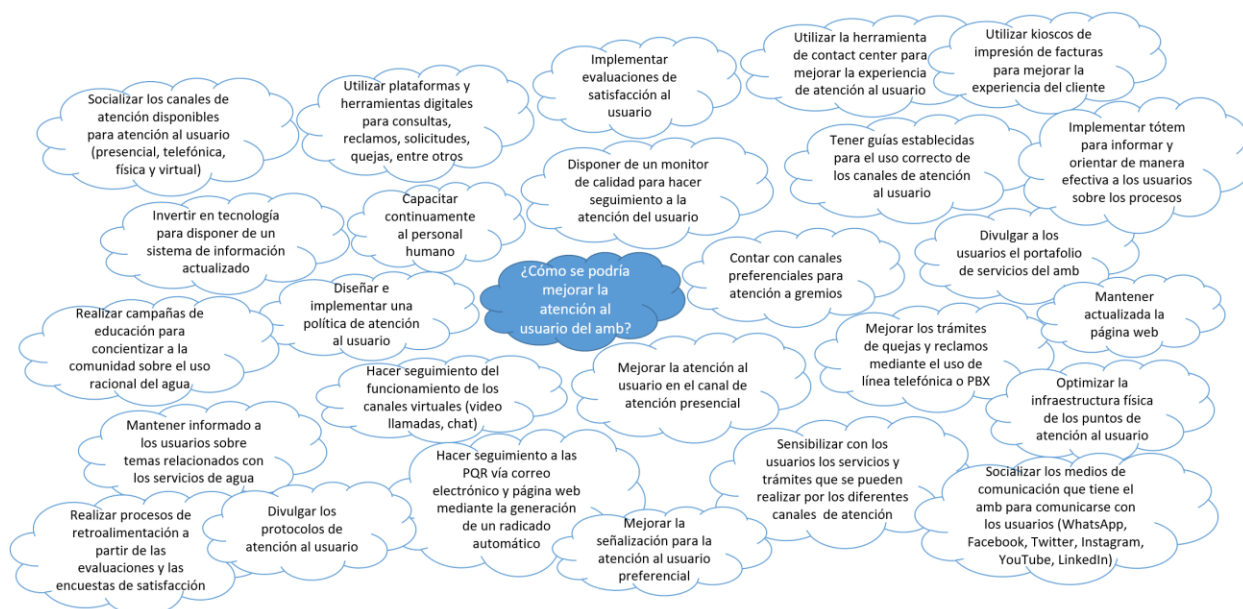 Socializar los canales de
atención disponibles
para atención al usuario
(presencial, telefónica,
física y virtual)
Utilizar plataformas y
herramientas digitales
para consultas,
reclamos, solicitudes,
quejas, entre otros
Implementar
evaluaciones de
satisfacción al
usuario
Utilizar la herramienta
de contact center para
mejorar la experiencia
de atención al usuario
Utilizar kioscos de
impresión de facturas
para mejorar la
experiencia del cliente
Invertir en tecnología
para disponer de un
sistema de información
actualizado
Capacitar
continuamente
al personal
humano
Disponer de un monitor
de calidad para hacer
seguimiento a la
atención del usuario
Tener guías establecidas
para el uso correcto de
los canales de atención
al usuario
Implementar tótem
para informar y
orientar de manera
efectiva a los usuarios
sobre los procesos
Realizar campañas de
educación para
concientizar a la
comunidad sobre el uso
racional del agua
Diseñar e
implementar una
política de atención
al usuario
¿Cómo se podría
mejorar la
atención al
usuario del amb?
Contar con canales
preferenciales para
atención a gremios
Divulgar a los
usuarios el portafolio
de servicios del amb
Mantener
actualizada la
página web
Hacer seguimiento del
funcionamiento de los
canales virtuales (video
llamadas, chat)
Mejorar la atención al
usuario en el canal de
atención presencial
Mejorar los trámites
de quejas y reclamos
mediante el uso de
línea telefónica o PBX
Optimizar la
infraestructura física
de los puntos de
atención al usuario
Mantener informado a
los usuarios sobre
temas relacionados con
los servicios de agua
Hacer seguimiento a las
PQR vía correo
electrónico y página web
mediante la generación
de un radicado
automático
Sensibilizar con los
usuarios los servicios y
trámites que se pueden
realizar por los diferentes
canales de atención
Socializar los medios de
comunicación que tiene el
amb para comunicarse con
los usuarios (WhatsApp,
Facebook, Twitter, Instagram,
YouTube, LinkedIn)
Realizar procesos de
retroalimentación a
partir de las
evaluaciones y las
encuestas de satisfacción
Divulgar los
protocolos de
atención al usuario
Mejorar la
señalización para la
atención al usuario
preferencial